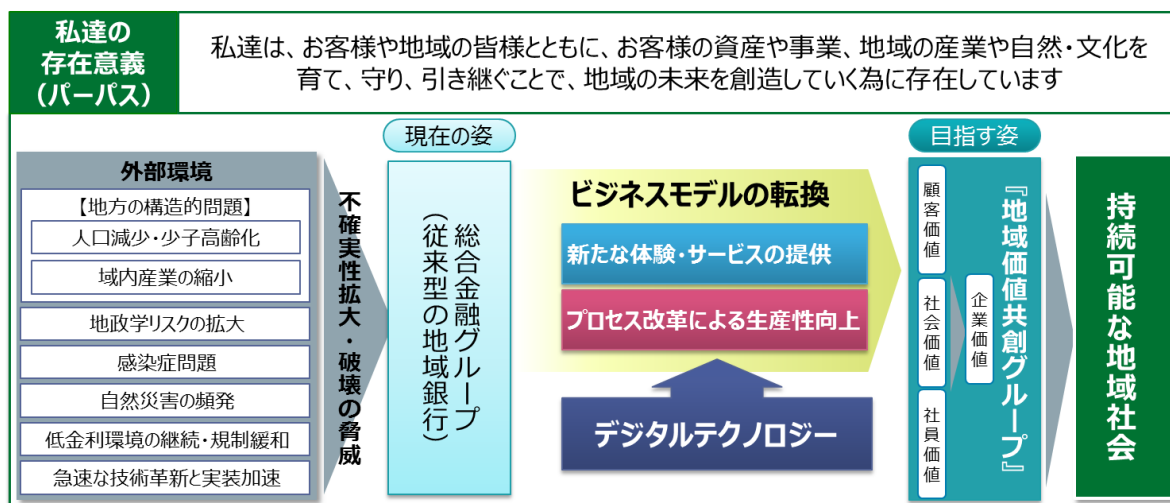 私達の
存在意義
（パーパス）
私達は、お客様や地域の皆様とともに、お客様の資産や事業、地域の産業や自然・文化を
育て、守り、引き継ぐことで、地域の未来を創造していく為に存在しています
外部環境
【地方の構造的問題】
人口減少・少子高齢化
域内産業の縮小
地政学リスクの拡大
感染症問題
自然災害の頻発
低金利環境の継続・規制緩和
急速な技術革新と実装加速
不確実性拡大・破壊の脅威
現在の姿
総合金融グループ
（従来型の地域銀行）
ビジネスモデルの転換
新たな体験・サービスの提供
プロセス改革による生産性向上
デジタルテクノロジー
目指す姿
顧客価値
社会価値
社員価値
企業価値
『地域価値共創グループ』
持続可能な地域社会